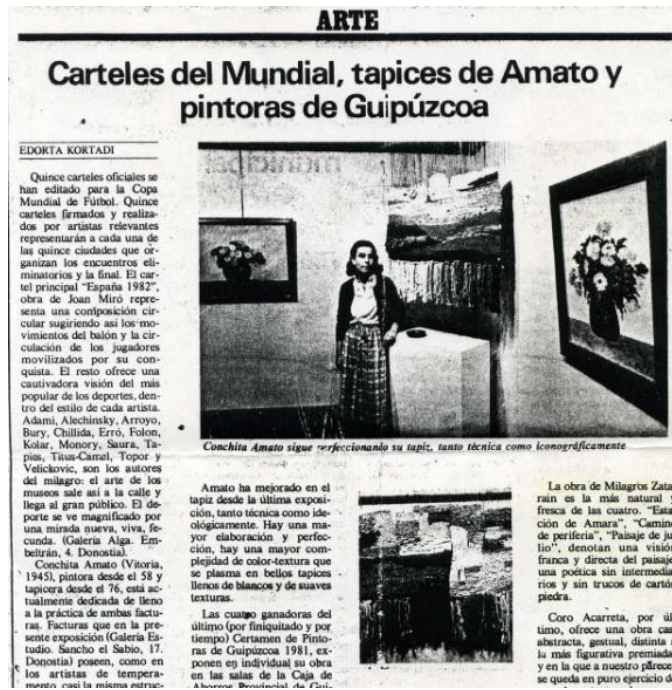 ARTE
Carteles del Mundial, tapices de Amato y
pintoras de Guipúzcoa
EDORTA KORTADI
Quince carteles oficiales se
han editado para la Copa
Mundial de Fútbol. Quince
carteles firmados y realiza-
dos por artistas relevantes
representarán a cada una de
las quince ciudades que or-
ganizan los encuentros eli-
minatorios y la final. El car-
tel principal "España 1982",
obra de Joan Miró repre-
senta una composición cir-
cular sugiriendo asi los mo-
vimientos del balón y la cir-
culación de los jugadores
movilizados por su con-
quista. El resto ofrece una
cautivadora visión del más
popular de los deportes, den-
tro del estilo de cada artista.
Adami, Alechinsky, Arroyo,
Bury, Chillida, Erró, Folon,
Kolar, Monory, Saura, Ta-
pies, Titus-Camel, Topor y
Velickovic, son los autores
del milagro: el arte de los
museos sale asi a la calle y
llega al gran público. El de-
porte se ve magnificado por
una mirada nueva, viva, fe-
cunda. (Galería Alga. Em-
beltrán, 4. Donostia).
Conchita Amato (Vitoria,
1945), pintora desde el 58 y
tapicera desde el 76, está ac-
tualmente dedicada de lleno
a la práctica de ambas factu-
ras. Facturas que en la pre-
sente exposición (Galería Es-
tudio. Sancho el Sabio, 17.
Donostia) poseen, como en
los artistas de tempera-
mento, casi la misma estruc-
municipal
Conchita Amato sigue perfeccionando su tapiz, tanto técnica como iconográficamente
Amato ha mejorado en el
tapiz desde la última exposi-
ción, tanto técnica como ide-
ológicamente. Hay una ma-
yor elaboración y perfec-
ción, hay una mayor com-
plejidad de color-textura que
se plasma en bellos tapices
llenos de blancos y de suaves
texturas.
Las cuatro ganadoras del
último (por finiquitado y por
tiempo) Certamen de Pinto-
ras de Guipúzcoa 1981, ex-
ponen en individual su obra
en las salas de la Caja de
Ahorros Provincial de Gui-
La obra de Milagros Zata-
rain es la más natural y
fresca de las cuatro. "Esta-
ción de Amara", "Camino
de periferia", "Paisaje de ju-
lio", denotan una visión
franca y directa del paisaje
una poética sin intermedia-
rios y sin trucos de cartón
piedra.
Coro Acarreta, por úl-
timo, ofrece una obra casi
abstracta, gestual, distinta a
la más figurativa premiada
y en la que a nuestro parecer
se queda en puro ejercicio de